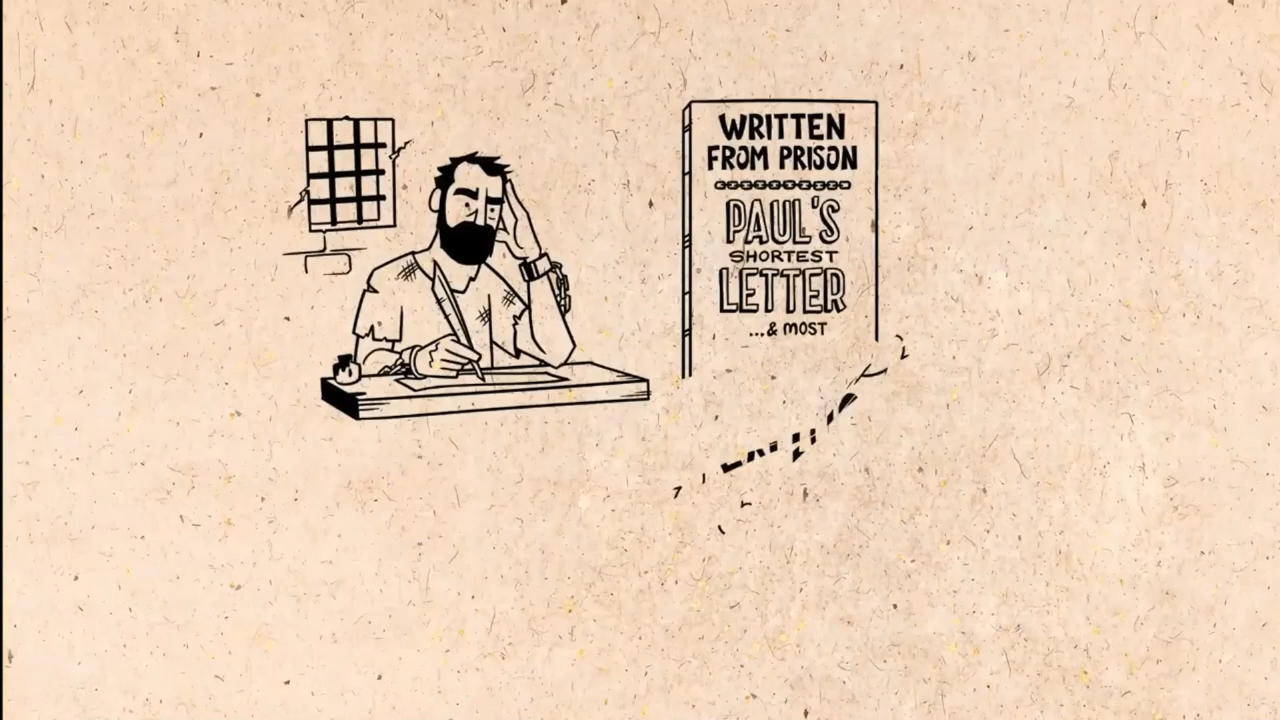 WRITTEN
FROM PRISON
PAUL'S
SHORTEST
LETTER
...& MOST